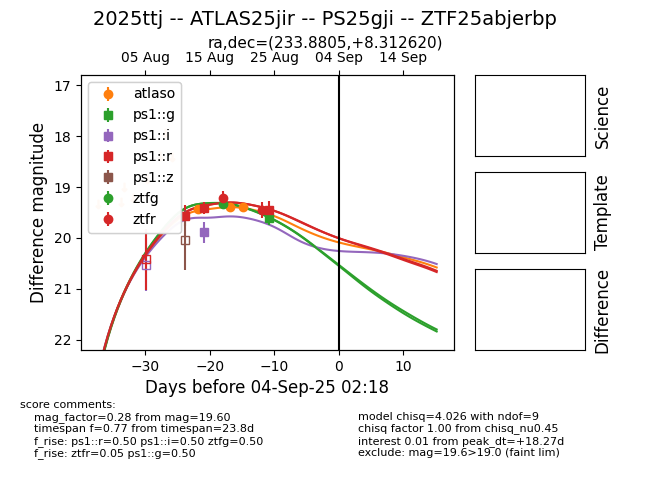 2025ttj -- ATLAS25jir -- PS25gji -- ZTF25abjerbp
ra,dec=(233.8805,+8.312620)
05 Aug 15 Aug 25 Aug 04 Sep 14 Sep
17
18
19
20
21
22
Difference magnitude
atlaso
ps1::g
ps1::i
ps1::r
ps1::z
ztfg
ztfr
−30 −20 −10 0 10
Days before 04-Sep-25 02:18
Science
Template
Difference
score comments:
mag_factor=0.28 from mag=19.60
timespan f=0.77 from timespan=23.8d
f_rise: ps1::r=0.50 ps1::i=0.50 ztfg=0.50
f_rise: ztfr=0.05 ps1::g=0.50
model chisq=4.026 with ndof=9
chisq factor 1.00 from chisq_nu0.45
interest 0.01 from peak_dt=+18.27d
exclude: mag=19.6>19.0 (faint lim)